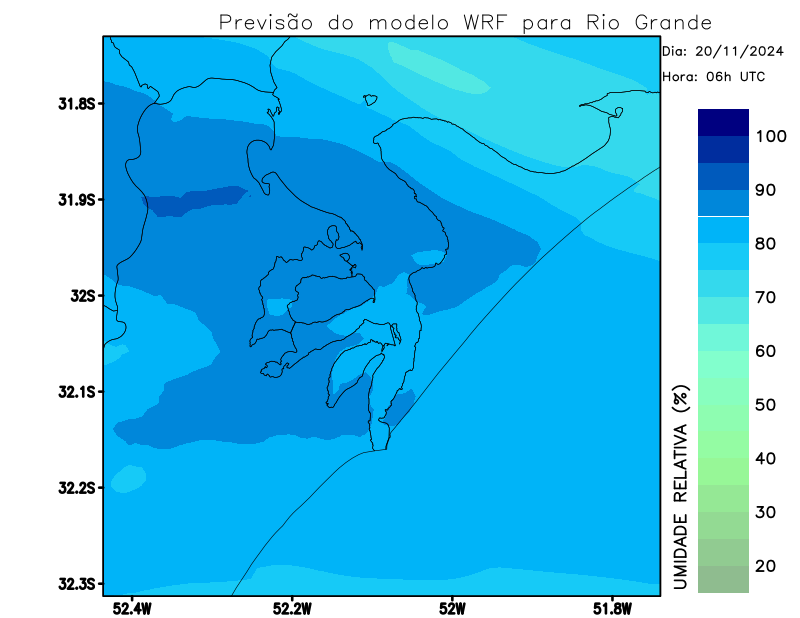 Previsão do modelo WRF para Rio Grande
Dia: 20/11/2024
Hora: 06h UTC
31.8S
31.9S
32S
32.1S
32.2S
32.3S
52.4W
52.2W
52W
51.8W
UMIDADE RELATIVA (%)
100
90
80
70
60
50
40
30
20